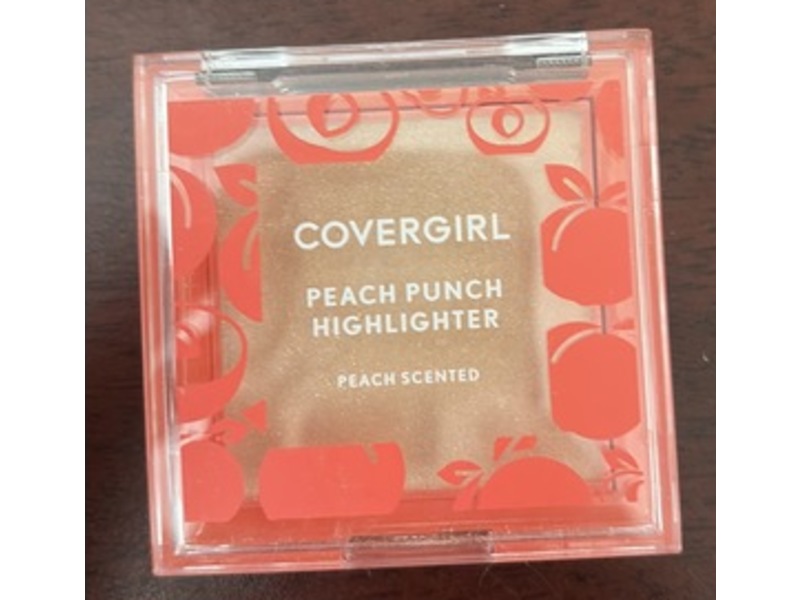 COVERGIRL
PEACH PUNCH
HIGHLIGHTER
PEACH SCENTED